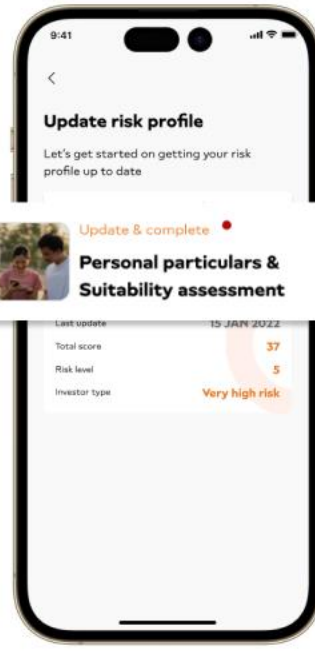 9:41
Update risk profile
Let's get started on getting your risk
profile up to date
Update & complete
Personal particulars &
Suitability assessment
Last update 15 JAN 2022
Total score 37
Risk level 5
Investor type Very high risk